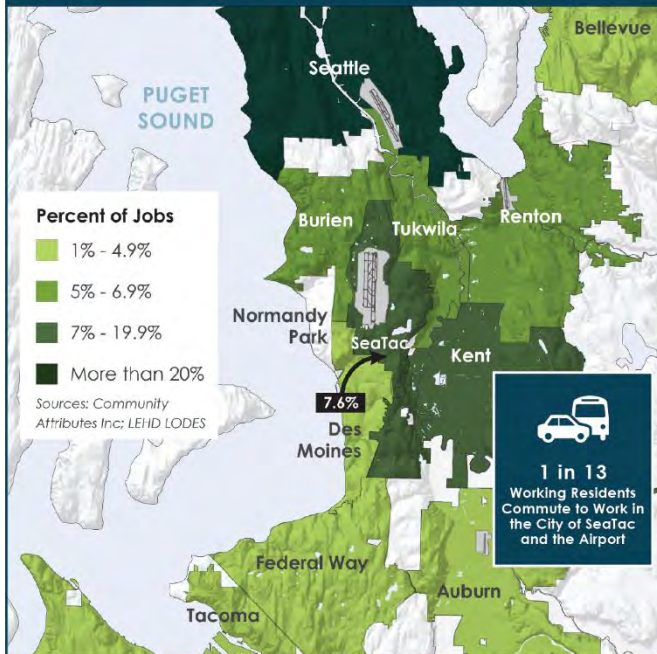 Bellevue
Seattle
PUGET
SOUND
Percent of Jobs
1% - 4.9%
5% - 6.9%
7% - 19.9%
More than 20%
Sources: Community
Attributes Inc; LEHD LODES
Burien
Tukwila
Renton
Normandy
Park
SeaTac
Kent
7.6%
Des
Moines
1 in 13
Working Residents
Commute to Work in
the City of SeaTac
and the Airport
Federal Way
Auburn
Tacoma